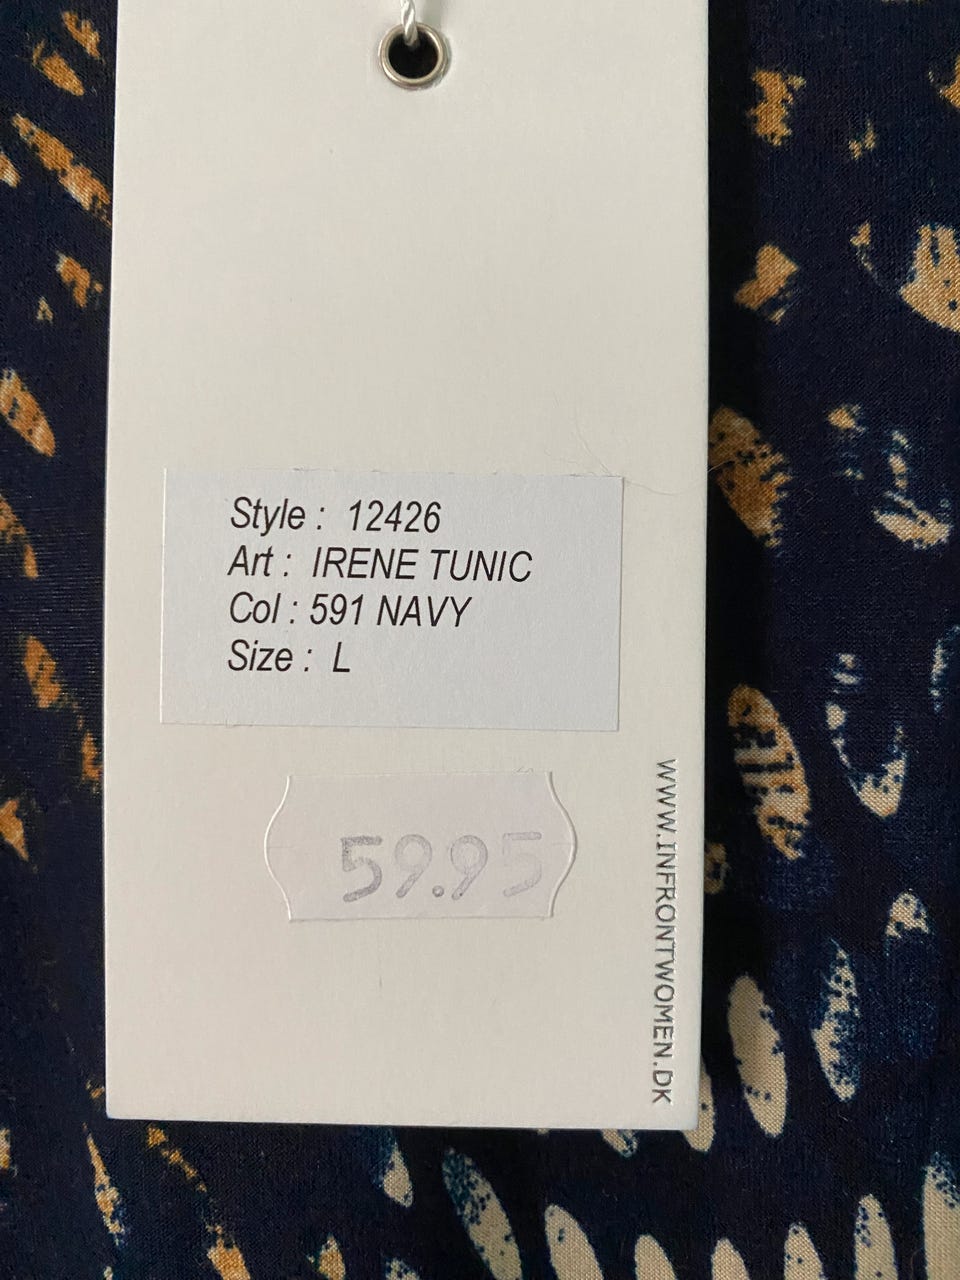 Style : 12426
Art : IRENE TUNIC
Col : 591 NAVY
Size : L
59.95
WWW.INFRONTWOMEN.DK